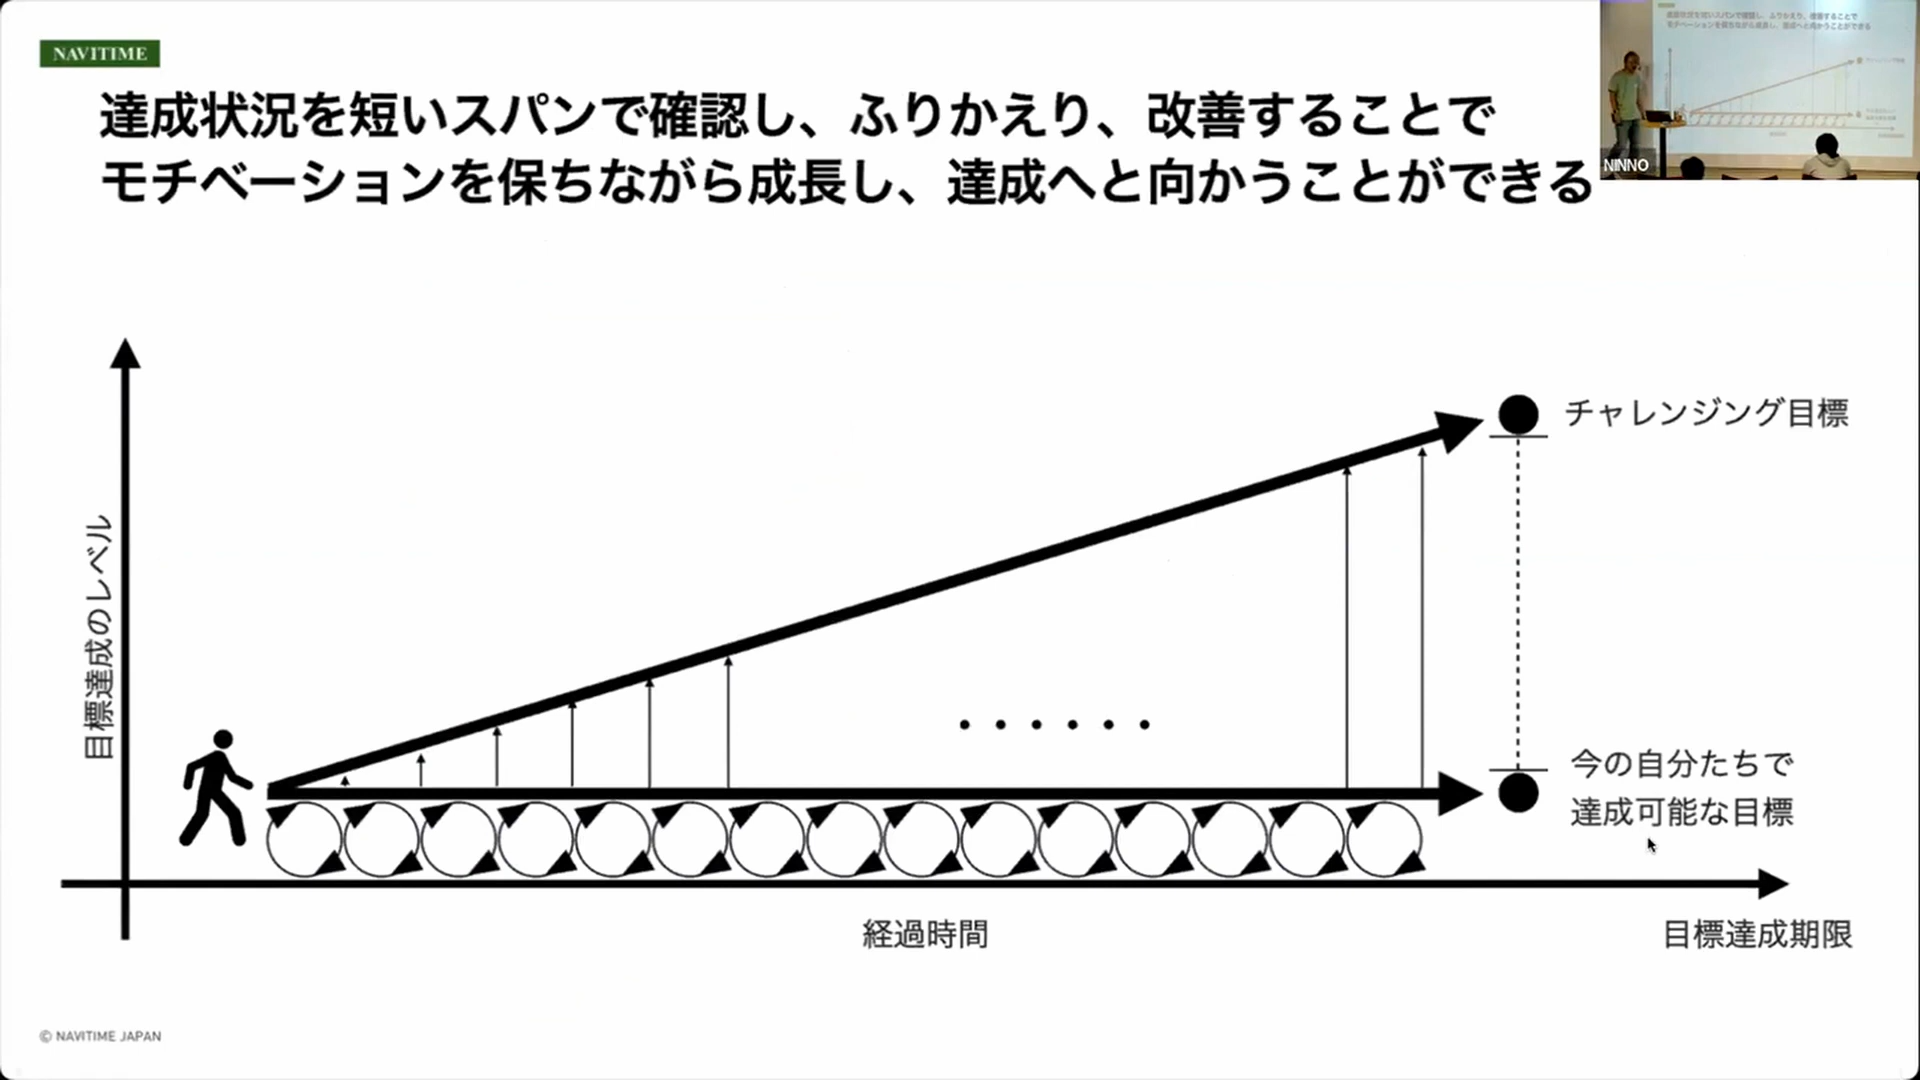 NAVITIME
達成状況を短いスパンで確認し、ふりかえり、改善することで
モチベーションを保ちながら成長し、達成へと向かうことができる
NINNO
チャレンジング目標
目標達成のレベル
今の自分たちで
達成可能な目標
経過時間
目標達成期限
© NAVITIME JAPAN